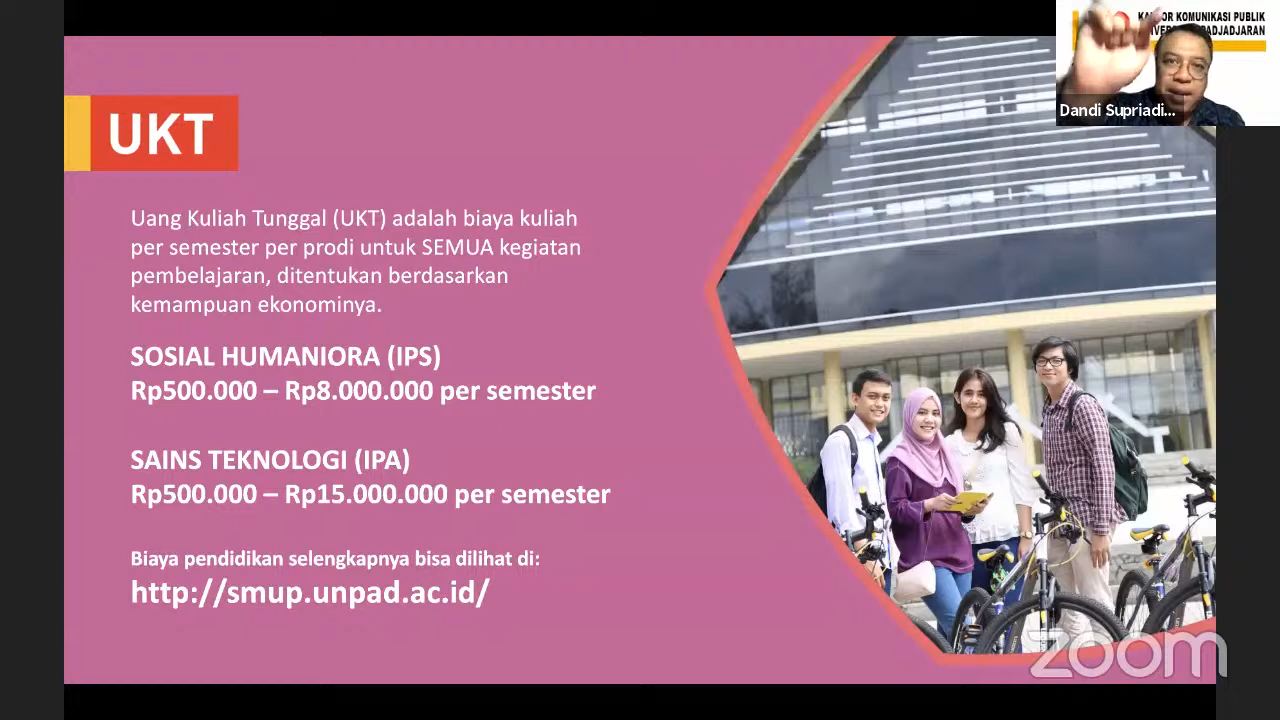 KANTOR KOMUNIKASI PUBLIK
UNIVERSITAS PADJADJARAN
Dandi Supriadi...
UKT
Uang Kuliah Tunggal (UKT) adalah biaya kuliah
per semester per prodi untuk SEMUA kegiatan
pembelajaran, ditentukan berdasarkan
kemampuan ekonominya.
SOSIAL HUMANIORA (IPS)
Rp500.000 – Rp8.000.000 per semester
SAINS TEKNOLOGI (IPA)
Rp500.000 – Rp15.000.000 per semester
Biaya pendidikan selengkapnya bisa dilihat di:
http://smup.unpad.ac.id/
zoom